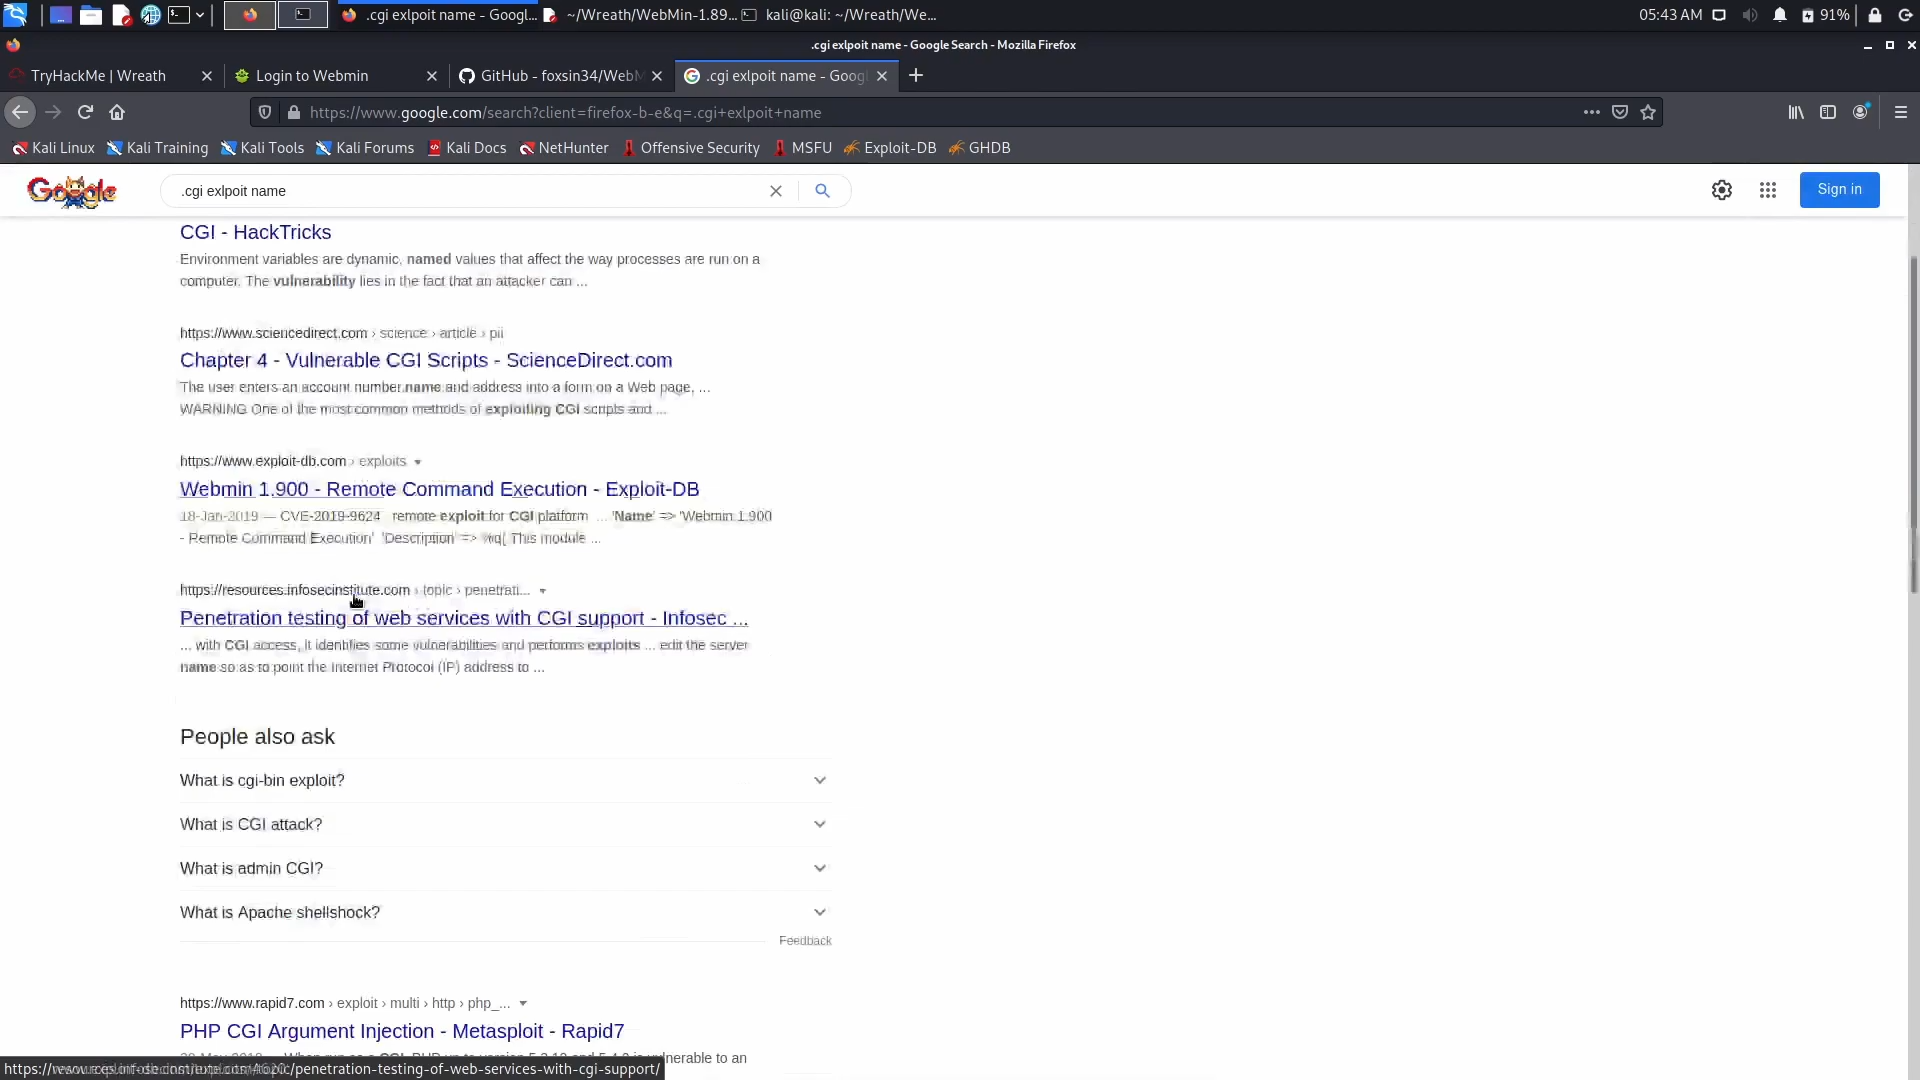 .cgi exlpoit name - Googl...
~/Wreath/WebMin-1.89...
kali@kali: ~/Wreath/We...
05:43 AM
91%
.cgi exlpoit name - Google Search - Mozilla Firefox
TryHackMe | Wreath
Login to Webmin
GitHub - foxsin34/WebM
.cgi exlpoit name - Googl
https://www.google.com/search?client=firefox-b-e&q=.cgi+exlpoit+name
Kali Linux
Kali Training
Kali Tools
Kali Forums
Kali Docs
NetHunter
Offensive Security
MSFU
Exploit-DB
GHDB
Google
.cgi exlpoit name
Sign in
CGI - HackTricks
Environment variables are dynamic, named values that affect the way processes are run on a
computer. The vulnerability lies in the fact that an attacker can ...
https://www.sciencedirect.com › science › article › pii
Chapter 4 - Vulnerable CGI Scripts - ScienceDirect.com
The user enters an account number name and address into a form on a Web page, ...
WARNING One of the most common methods of exploiting CGI scripts and ...
https://www.exploit-db.com › exploits
Webmin 1.900 - Remote Command Execution - Exploit-DB
18-Jan-2019 — CVE-2019-9624 remote exploit for CGI platform ... 'Name' => 'Webmin 1.900
- Remote Command Execution' 'Description' => %q( This module ...
https://resources.infosecinstitute.com › topic › penetrati...
Penetration testing of web services with CGI support - Infosec ...
... with CGI access, it identifies some vulnerabilities and performs exploits ... edit the server
name so as to point the Internet Protocol (IP) address to ...
People also ask
What is cgi-bin exploit?
What is CGI attack?
What is admin CGI?
What is Apache shellshock?
Feedback
https://www.rapid7.com › exploit › multi › http › php_...
PHP CGI Argument Injection - Metasploit - Rapid7
vulnerable to an
/penetration-testing-of-web-services-with-cgi-support/